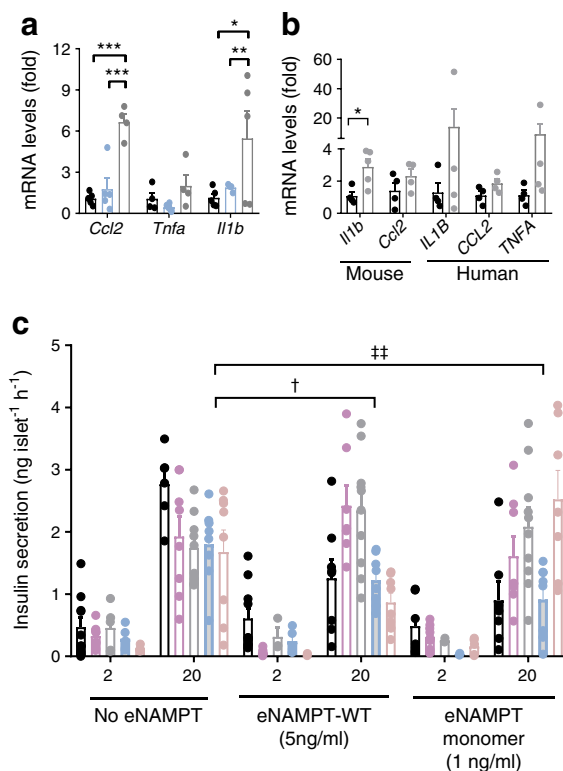 a
mRNA levels (fold)
12
9
6
3
0
***
***
*
**
Ccl2 Tnfa Il1b
b
mRNA levels (fold)
60
40
20
4
2
0
*
Il1b Ccl2 IL1B CCL2 TNFA
Mouse Human
c
Insulin secretion (ng islet⁻¹ h⁻¹)
5
4
3
2
1
0
‡‡
†
2 20 2 20 2 20
No eNAMPT eNAMPT-WT eNAMPT
(5ng/ml) monomer
(1 ng/ml)